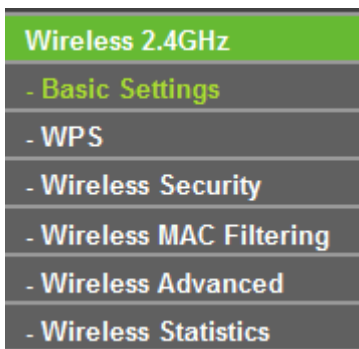 Wireless 2.4GHz
- Basic Settings
- WPS
- Wireless Security
- Wireless MAC Filtering
- Wireless Advanced
- Wireless Statistics